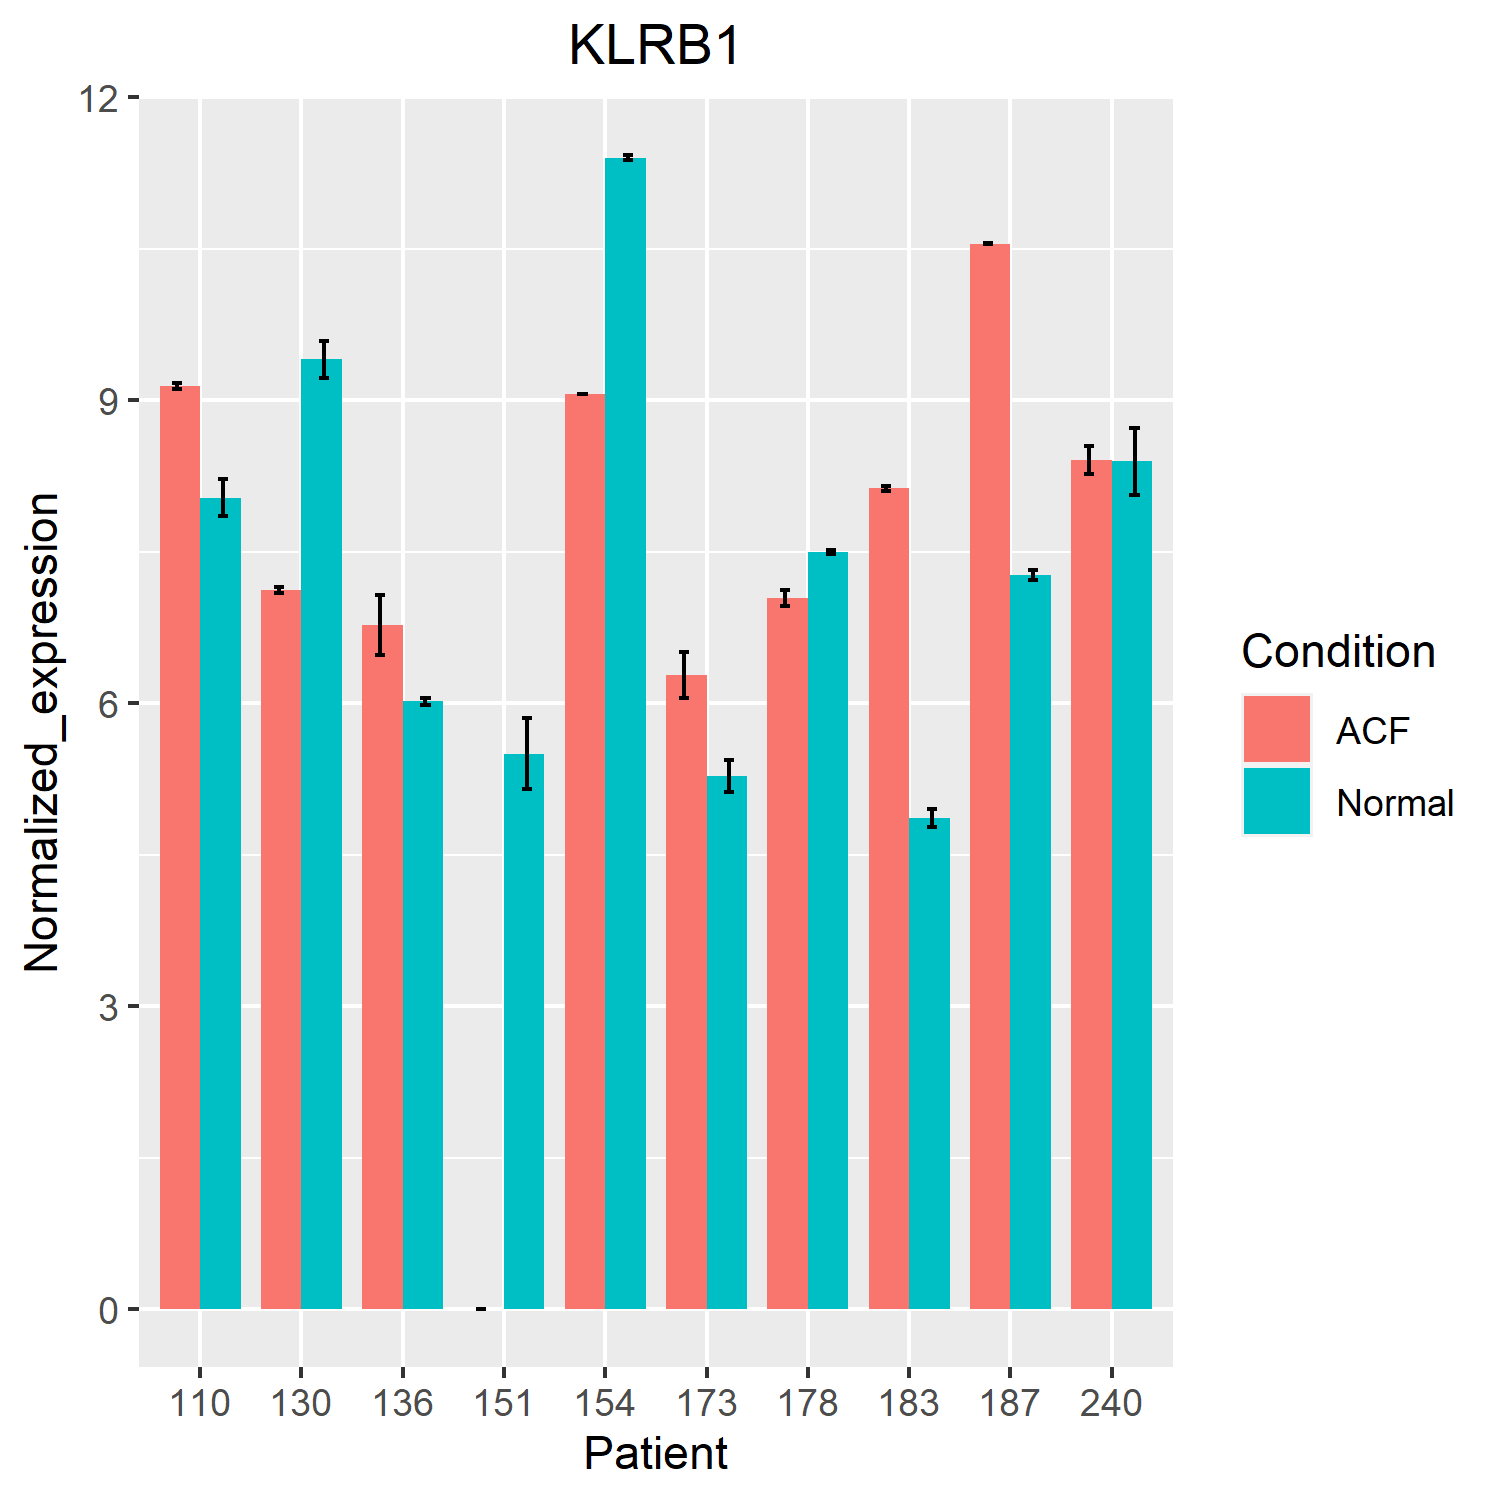 KLRB1
12
9
6
3
0
Normalized_expression
110 130 136 151 154 173 178 183 187 240
Patient
Condition
ACF
Normal